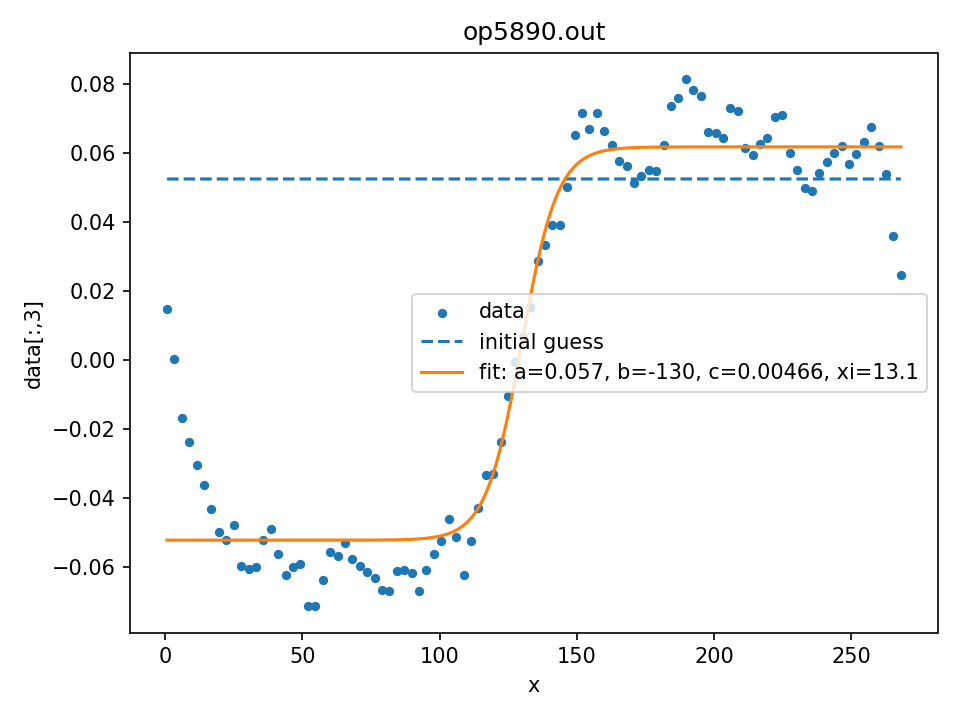 op5890.out
0.08
0.06
0.04
0.02
0.00
−0.02
−0.04
−0.06
data[:,3]
data
initial guess
fit: a=0.057, b=-130, c=0.00466, xi=13.1
0 50 100 150 200 250
x